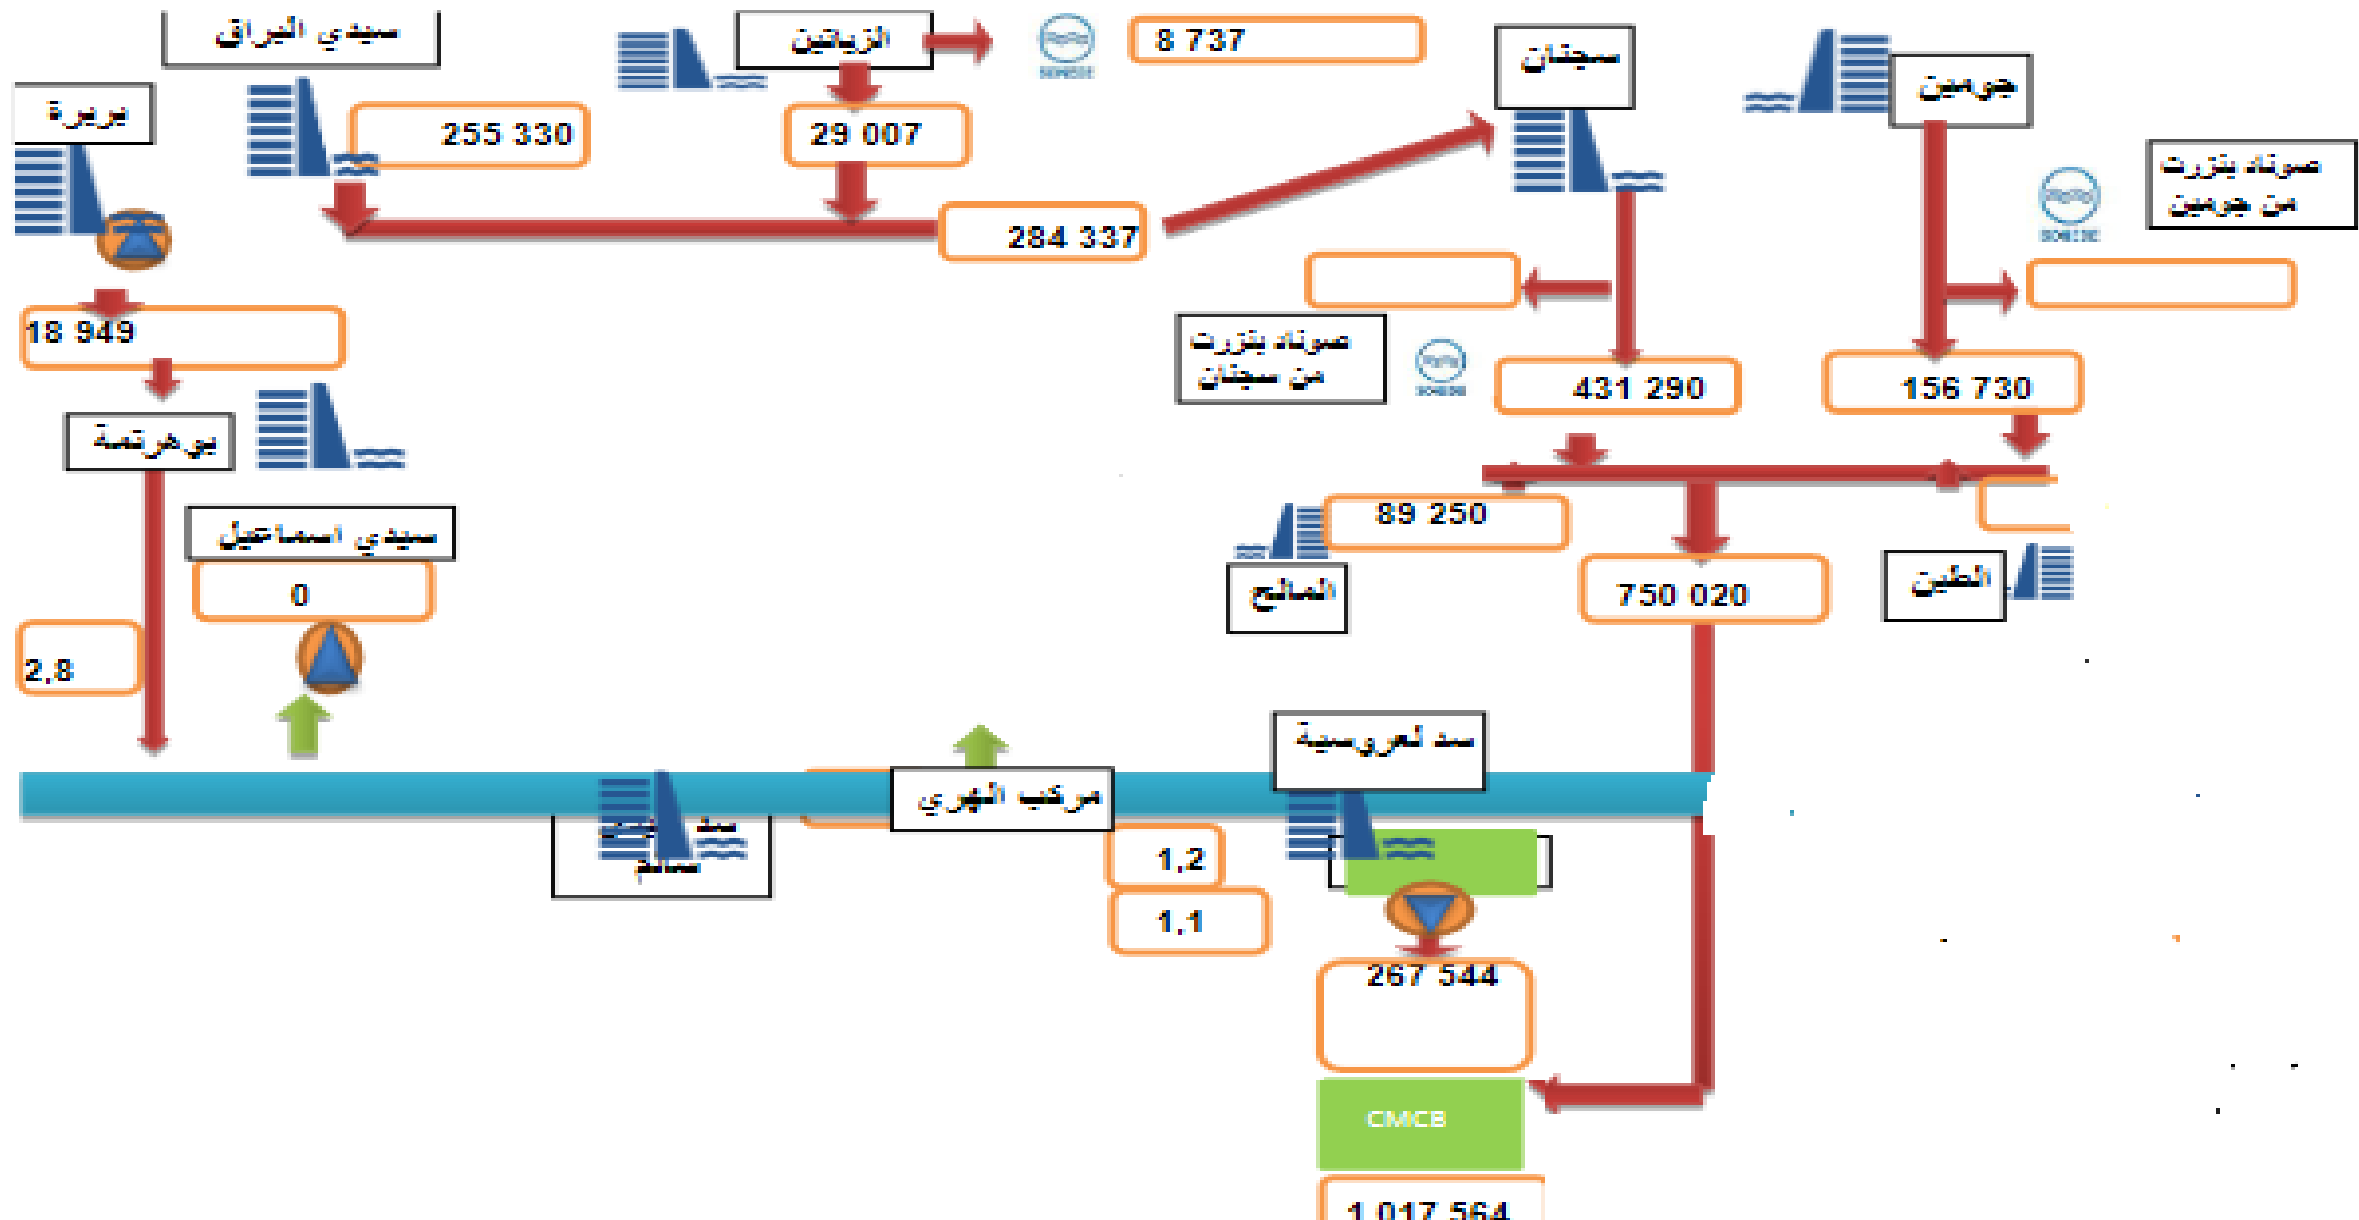 سيدي البراق
الزياتين
8 737
سجنان
جومين
بربرة
255 330
29 007
صوناد بنزرت
من جومين
284 337
18 949
صوناد بنزرت
من سجنان
431 290
156 730
بوهرتمة
سيدي اسماعيل
0
89 250
المالح
750 020
الطين
2,8
سد لعروسية
مركب الهري
سالم
1,2
1,1
267 544
CMCB
1 017 564